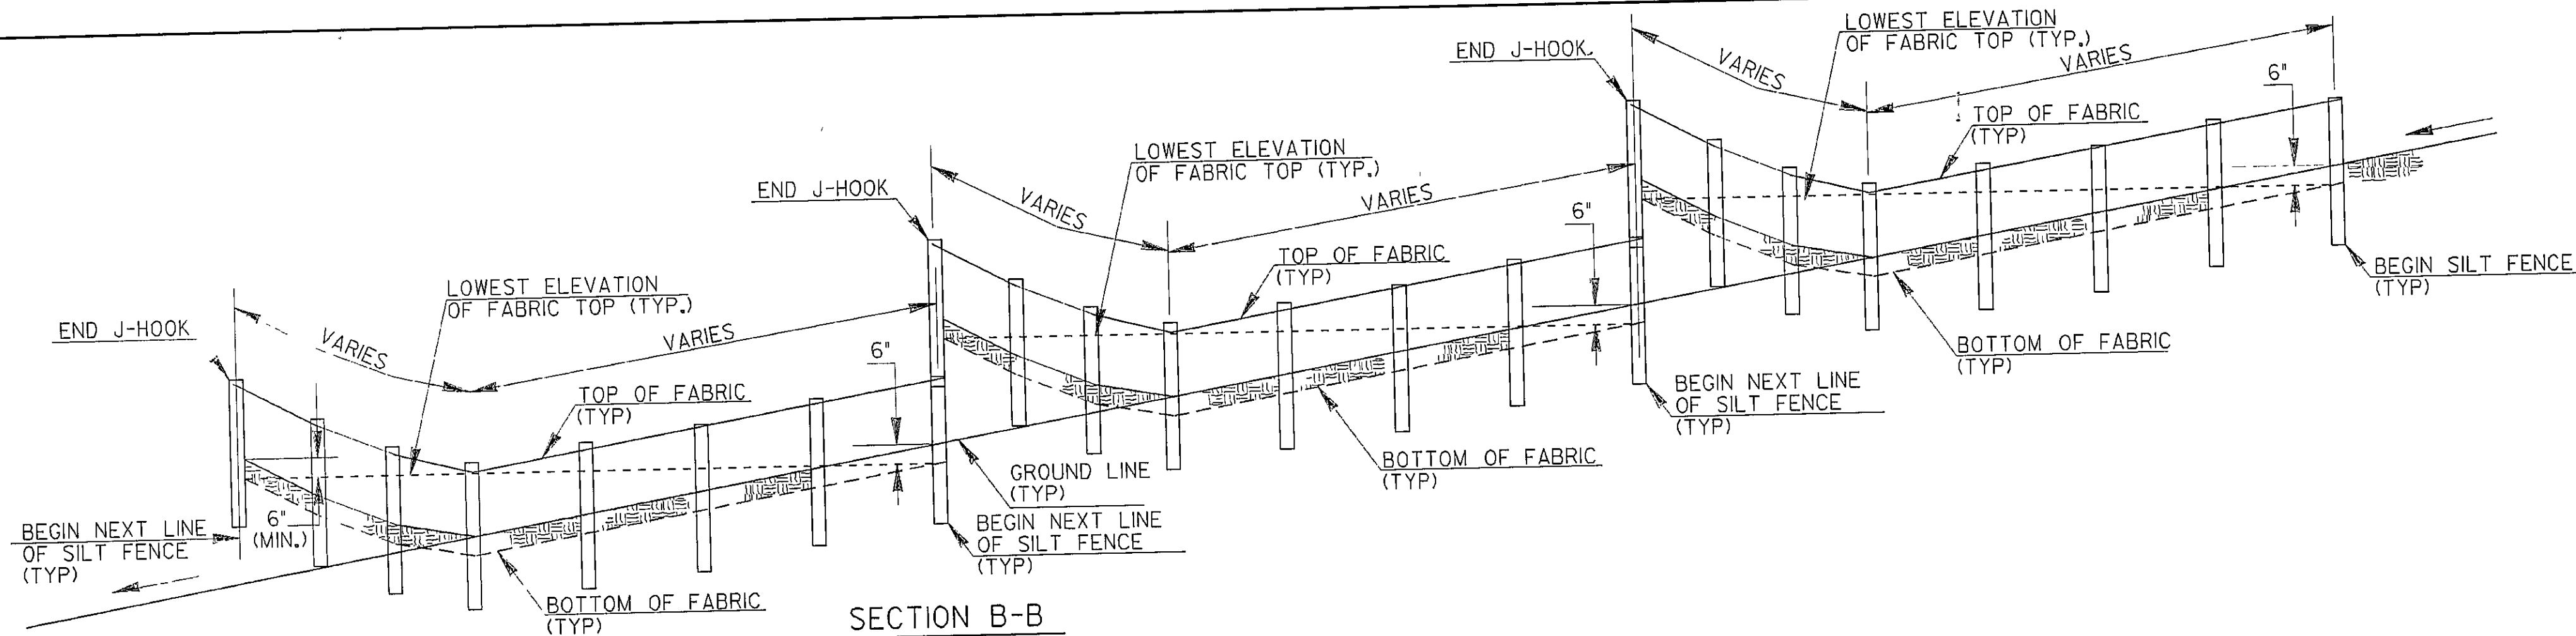 END J-HOOK
VARIES
LOWEST ELEVATION
OF FABRIC TOP (TYP.)
VARIES
6"
TOP OF FABRIC
(TYP)
BEGIN SILT FENCE
(TYP)
BOTTOM OF FABRIC
(TYP)
BEGIN NEXT LINE
OF SILT FENCE
(TYP)
END J-HOOK
VARIES
LOWEST ELEVATION
OF FABRIC TOP (TYP.)
VARIES
6"
TOP OF FABRIC
(TYP)
BOTTOM OF FABRIC
(TYP)
GROUND LINE
(TYP)
BEGIN NEXT LINE
OF SILT FENCE
(TYP)
END J-HOOK
VARIES
LOWEST ELEVATION
OF FABRIC TOP (TYP.)
VARIES
6"
TOP OF FABRIC
(TYP)
6"
(MIN.)
BEGIN NEXT LINE
OF SILT FENCE
(TYP)
BOTTOM OF FABRIC
(TYP)
SECTION B-B